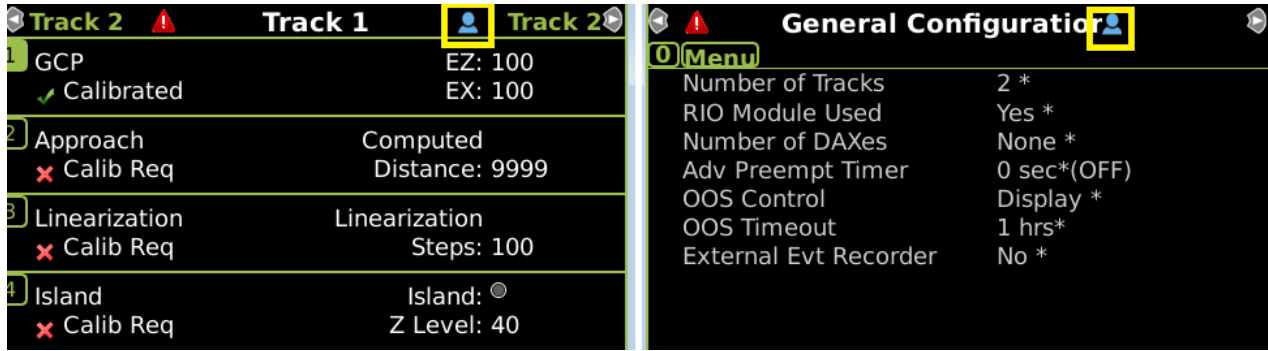 Track 2 Track 1 Track 2
1 GCP EZ: 100
Calibrated EX: 100
2 Approach Computed
Calib Req Distance: 9999
3 Linearization Linearization
Calib Req Steps: 100
4 Island Island:
Calib Req Z Level: 40
General Configuration
0 Menu
Number of Tracks 2 *
RIO Module Used Yes *
Number of DAXes None *
Adv Preempt Timer 0 sec*(OFF)
OOS Control Display *
OOS Timeout 1 hrs*
External Evt Recorder No *